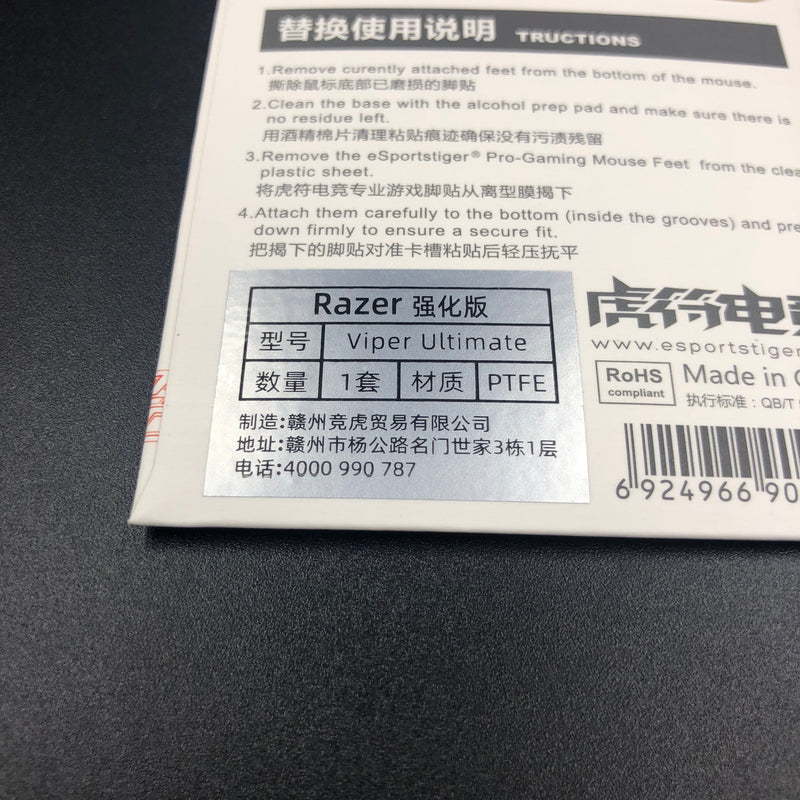 替换使用说明 TRUCTIONS
1.Remove curently attached feet from the bottom of the mouse.
撕除鼠标底部已磨损的脚贴
2.Clean the base with the alcohol prep pad and make sure there is
no residue left.
用酒精棉片清理粘贴痕迹确保没有污渍残留
3.Remove the eSportstiger® Pro-Gaming Mouse Feet from the clea
plastic sheet.
将虎符电竞专业游戏脚贴从离型膜揭下
4.Attach them carefully to the bottom (inside the grooves) and pre
down firmly to ensure a secure fit.
把揭下的脚贴对准卡槽粘贴后轻压抚平
Razer 强化版
型号 Viper Ultimate
数量 1套 材质 PTFE
制造:赣州竞虎贸易有限公司
地址:赣州市杨公路名门世家3栋1层
电话:4000 990 787
虎符电竞
www.esportstiger
RoHS
compliant
Made in C
执行标准：QB/T
6 924966 90